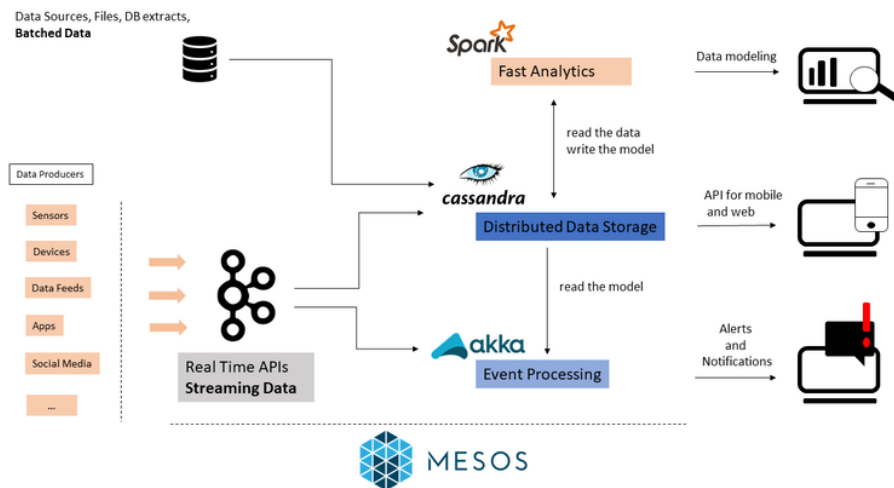 Data Sources, Files, DB extracts,
Batched Data
Spark
Fast Analytics
Data modeling
read the data
write the model
Data Producers
cassandra
Distributed Data Storage
API for mobile
and web
Sensors
Devices
Data Feeds
Apps
Social Media
...
read the model
Real Time APIs
Streaming Data
akka
Event Processing
Alerts
and
Notifications
MESOS